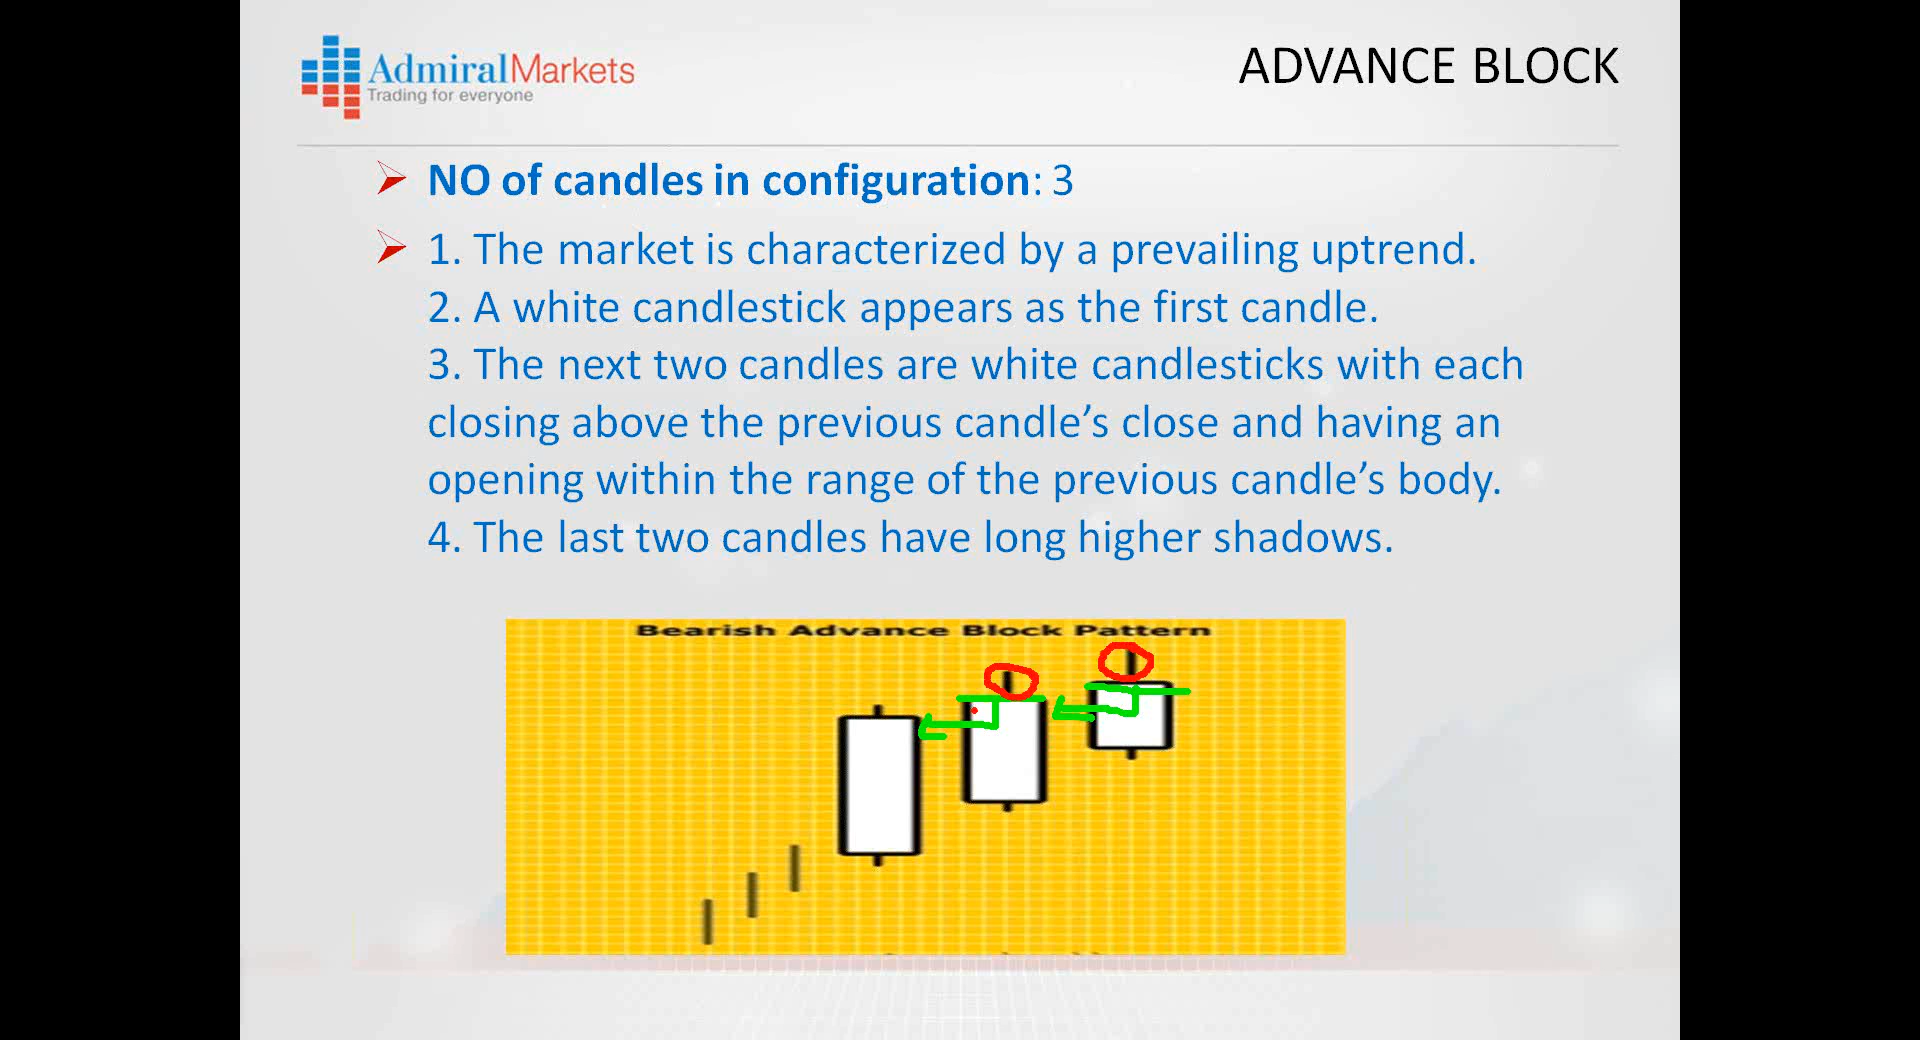 AdmiralMarkets
Trading for everyone
ADVANCE BLOCK
NO of candles in configuration: 3
1. The market is characterized by a prevailing uptrend.
2. A white candlestick appears as the first candle.
3. The next two candles are white candlesticks with each
closing above the previous candle’s close and having an
opening within the range of the previous candle’s body.
4. The last two candles have long higher shadows.
Bearish Advance Block Pattern